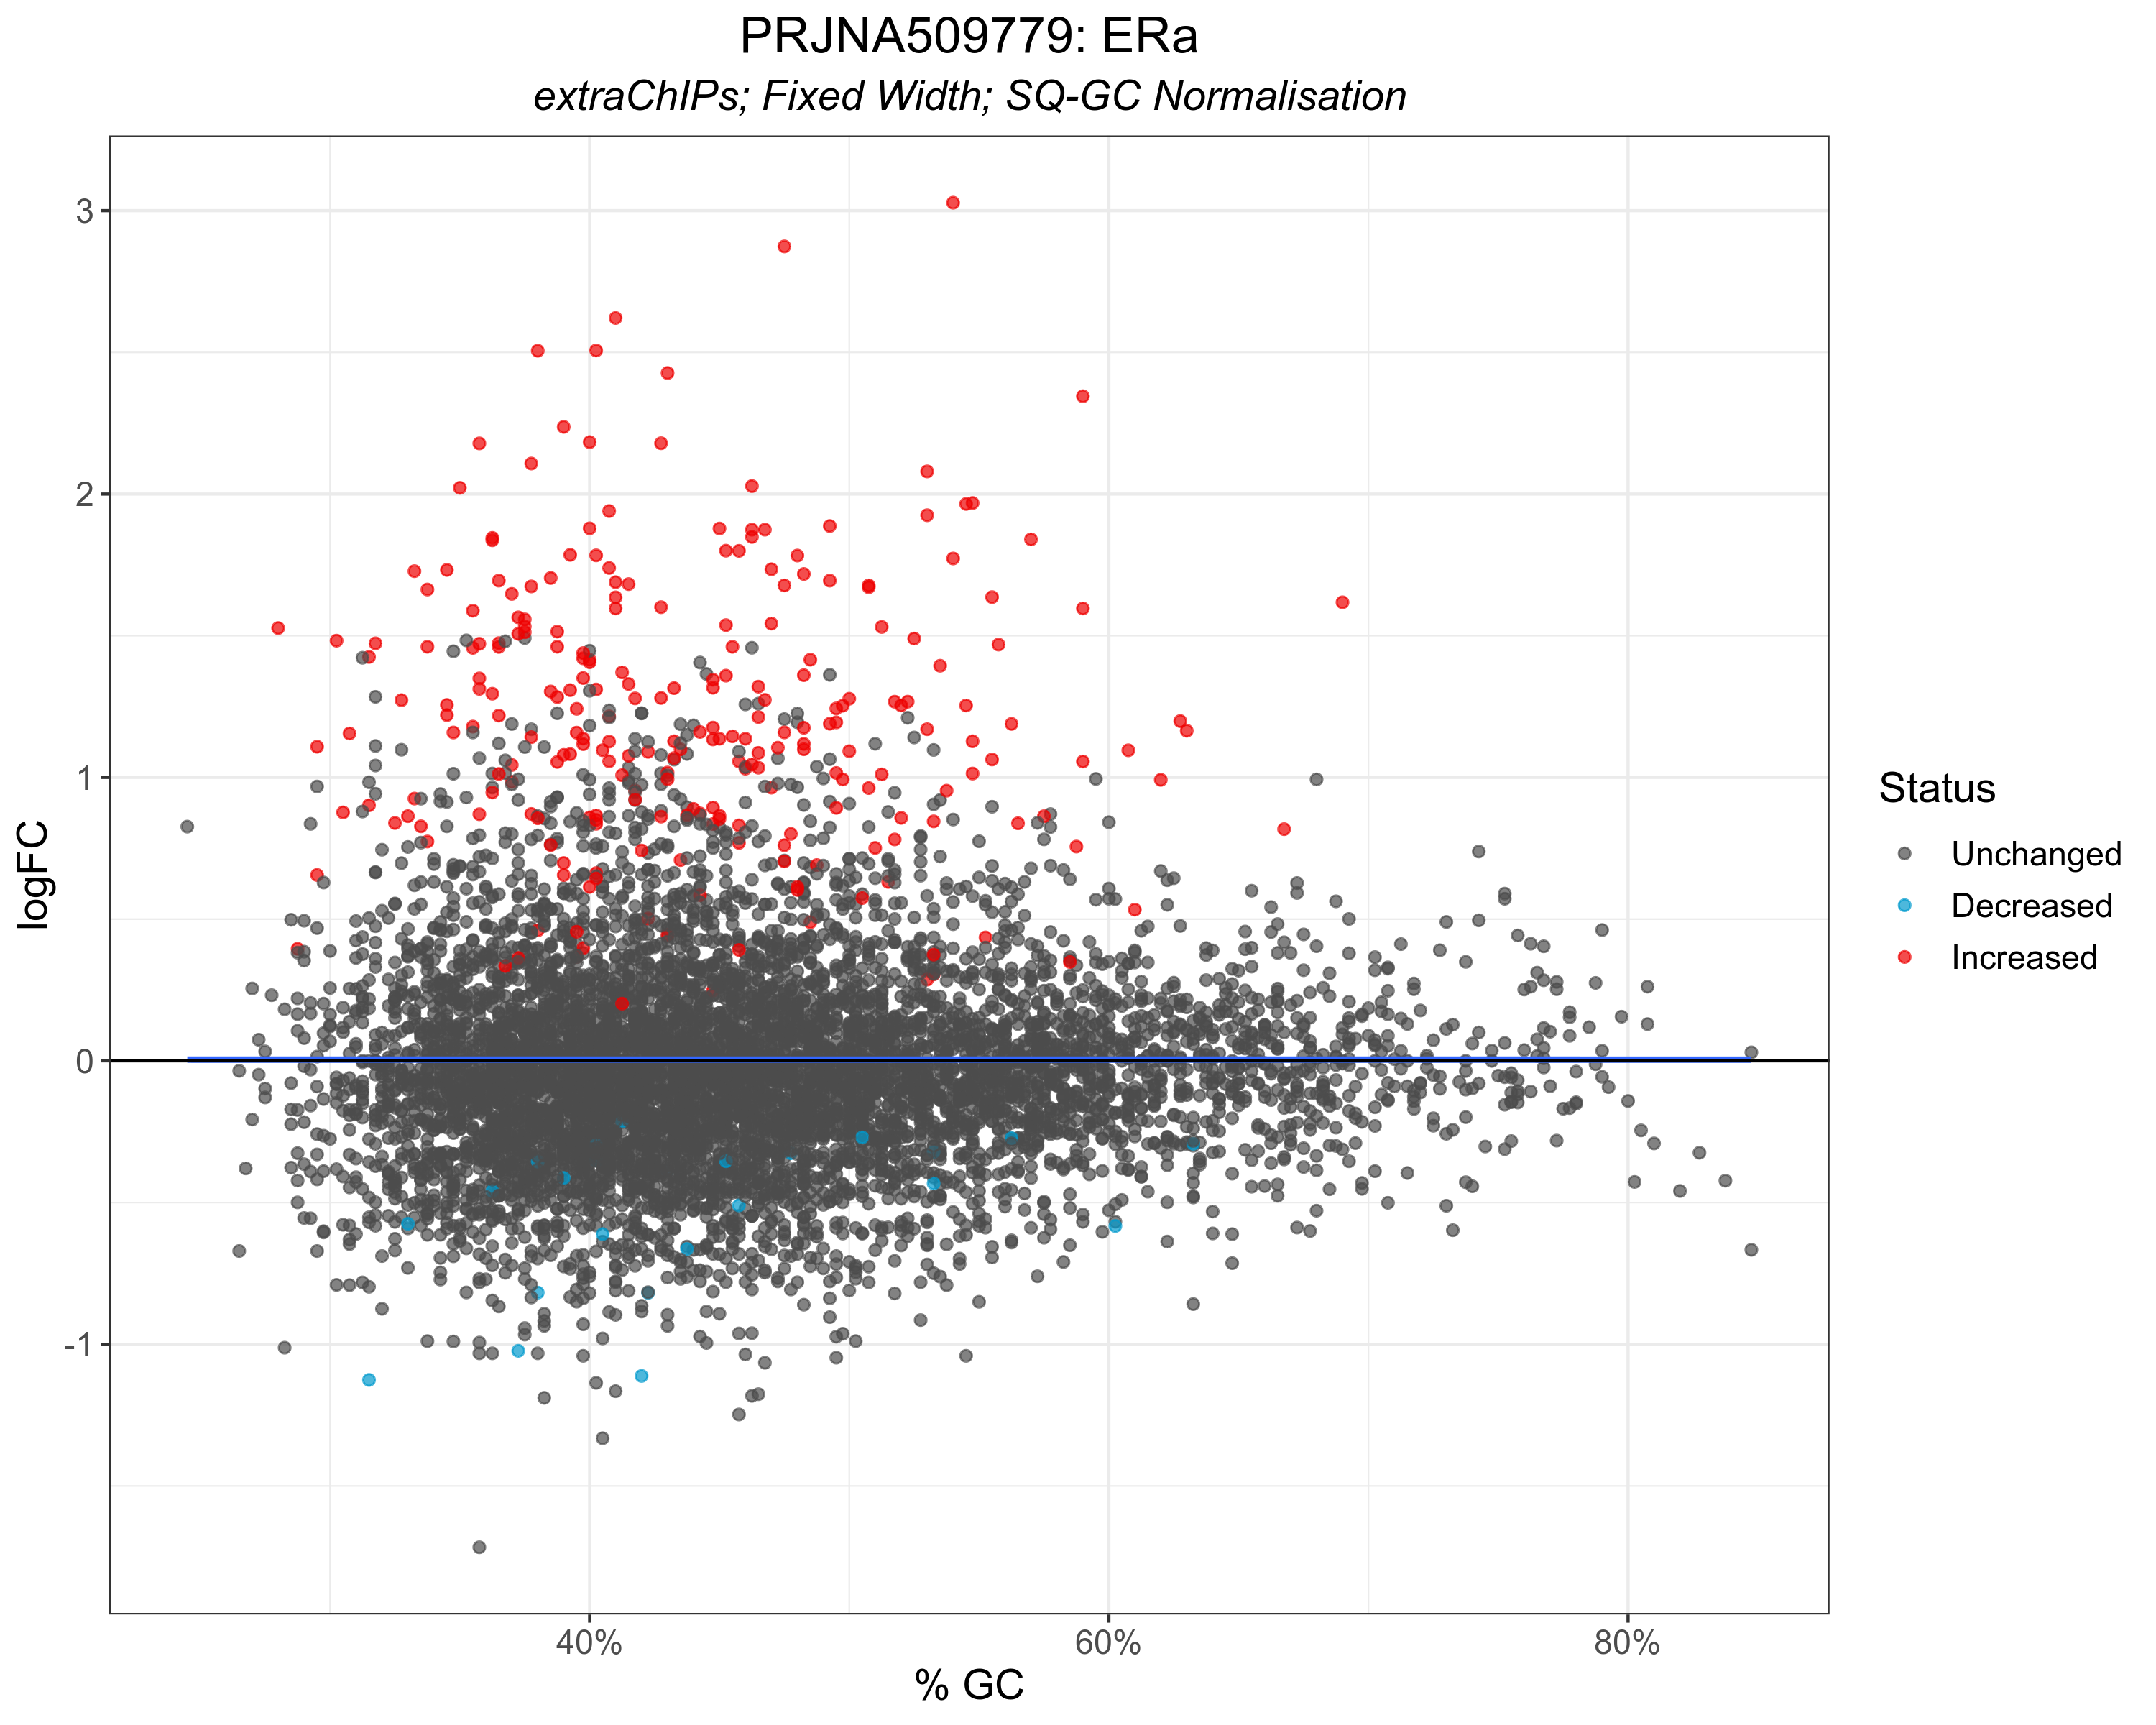 PRJNA509779: ERa
extraChIPs; Fixed Width; SQ-GC Normalisation
3
2
1
0
-1
logFC
40%
60%
80%
% GC
Status
Unchanged
Decreased
Increased